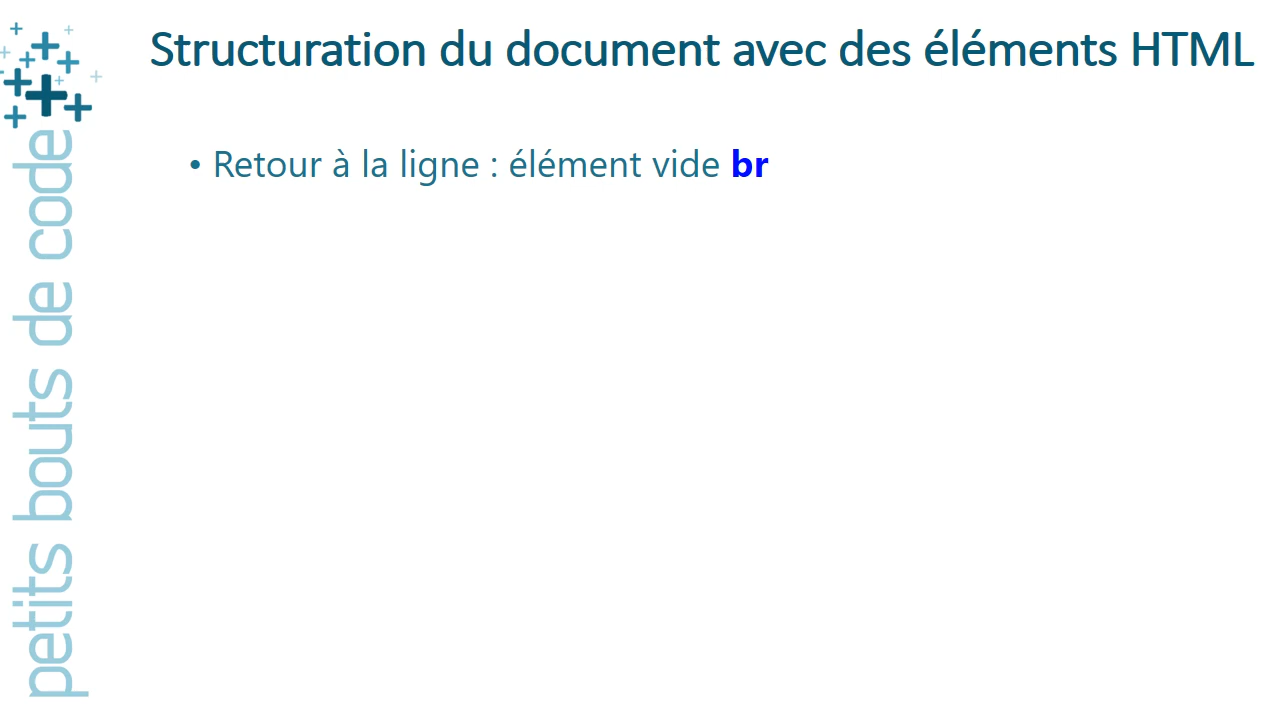 Structuration du document avec des éléments HTML
• Retour à la ligne : élément vide br
petits bouts de code